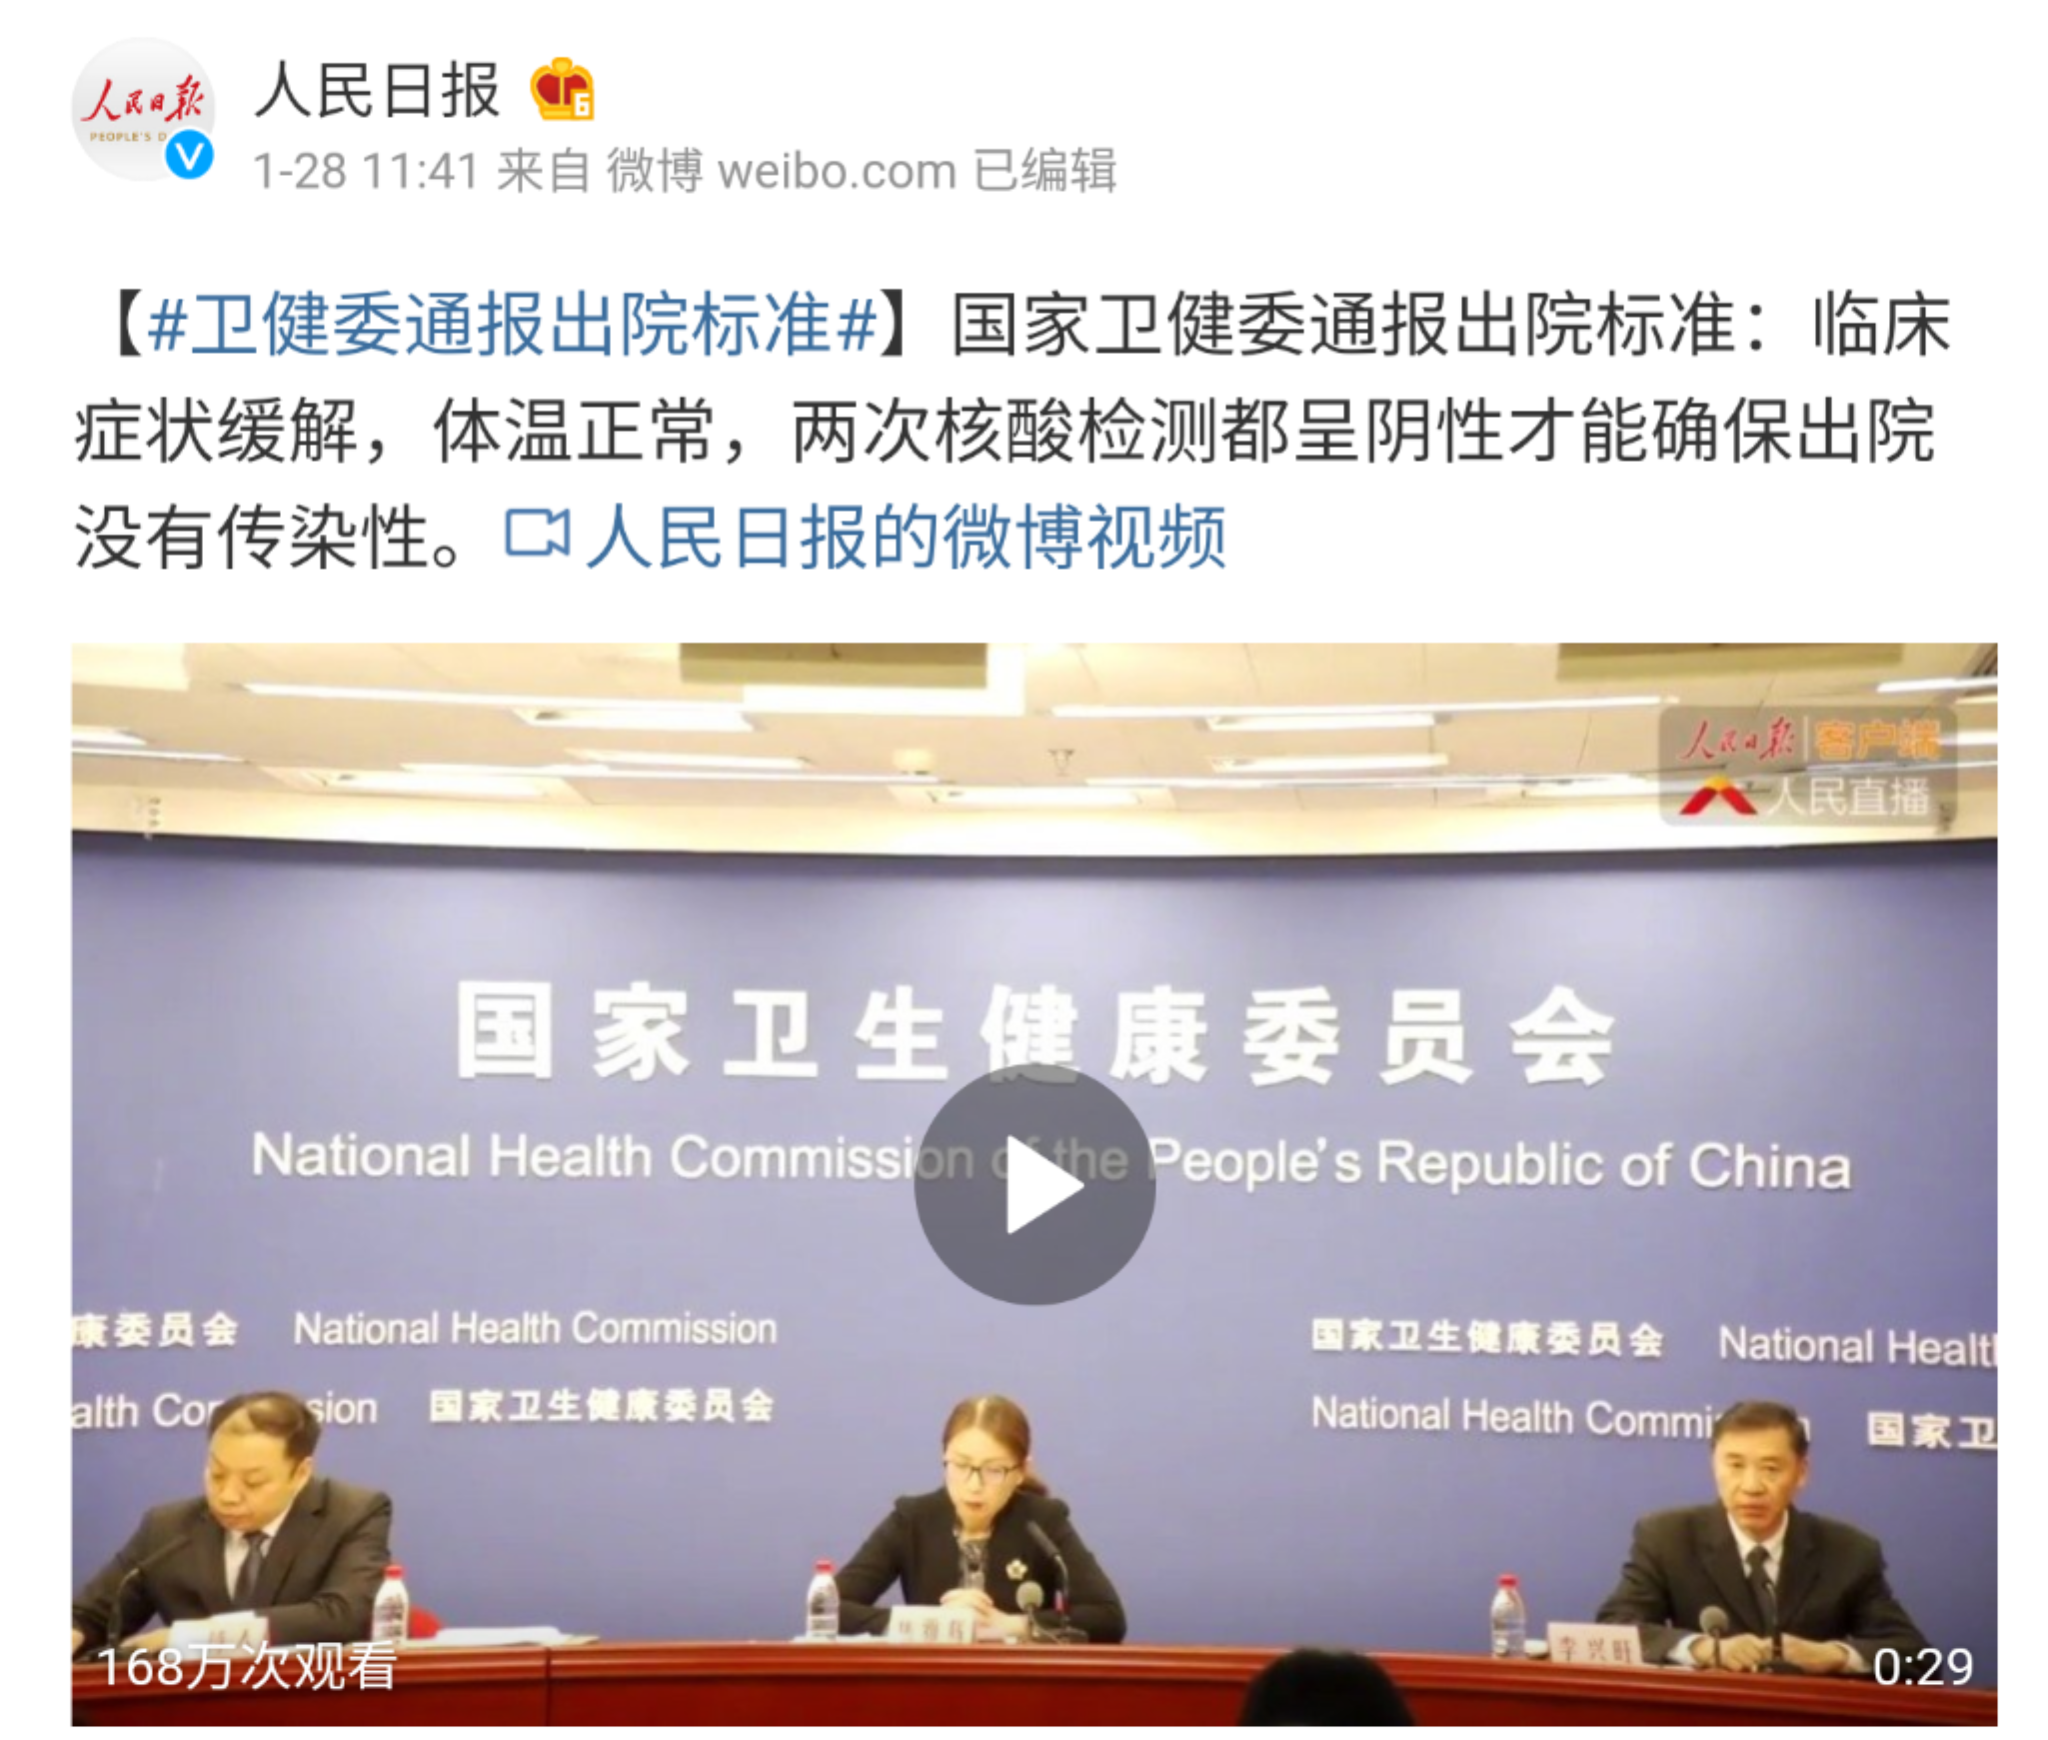 人民日報
PEOPLE'S D
人民日报
6
1-28 11:41 来自 微博 weibo.com 已编辑
【#卫健委通报出院标准#】国家卫健委通报出院标准：临床
症状缓解，体温正常，两次核酸检测都呈阴性才能确保出院
没有传染性。人民日报的微博视频
人民日報 客户端
人民直播
国家卫生健康委员会
National Health Commission of the People's Republic of China
康委员会 National Health Commission
国家卫生健康委员会 National Healt
alth Co sion 国家卫生健康委员会
National Health Commi 国家卫
李兴旺
168万次观看
0:29